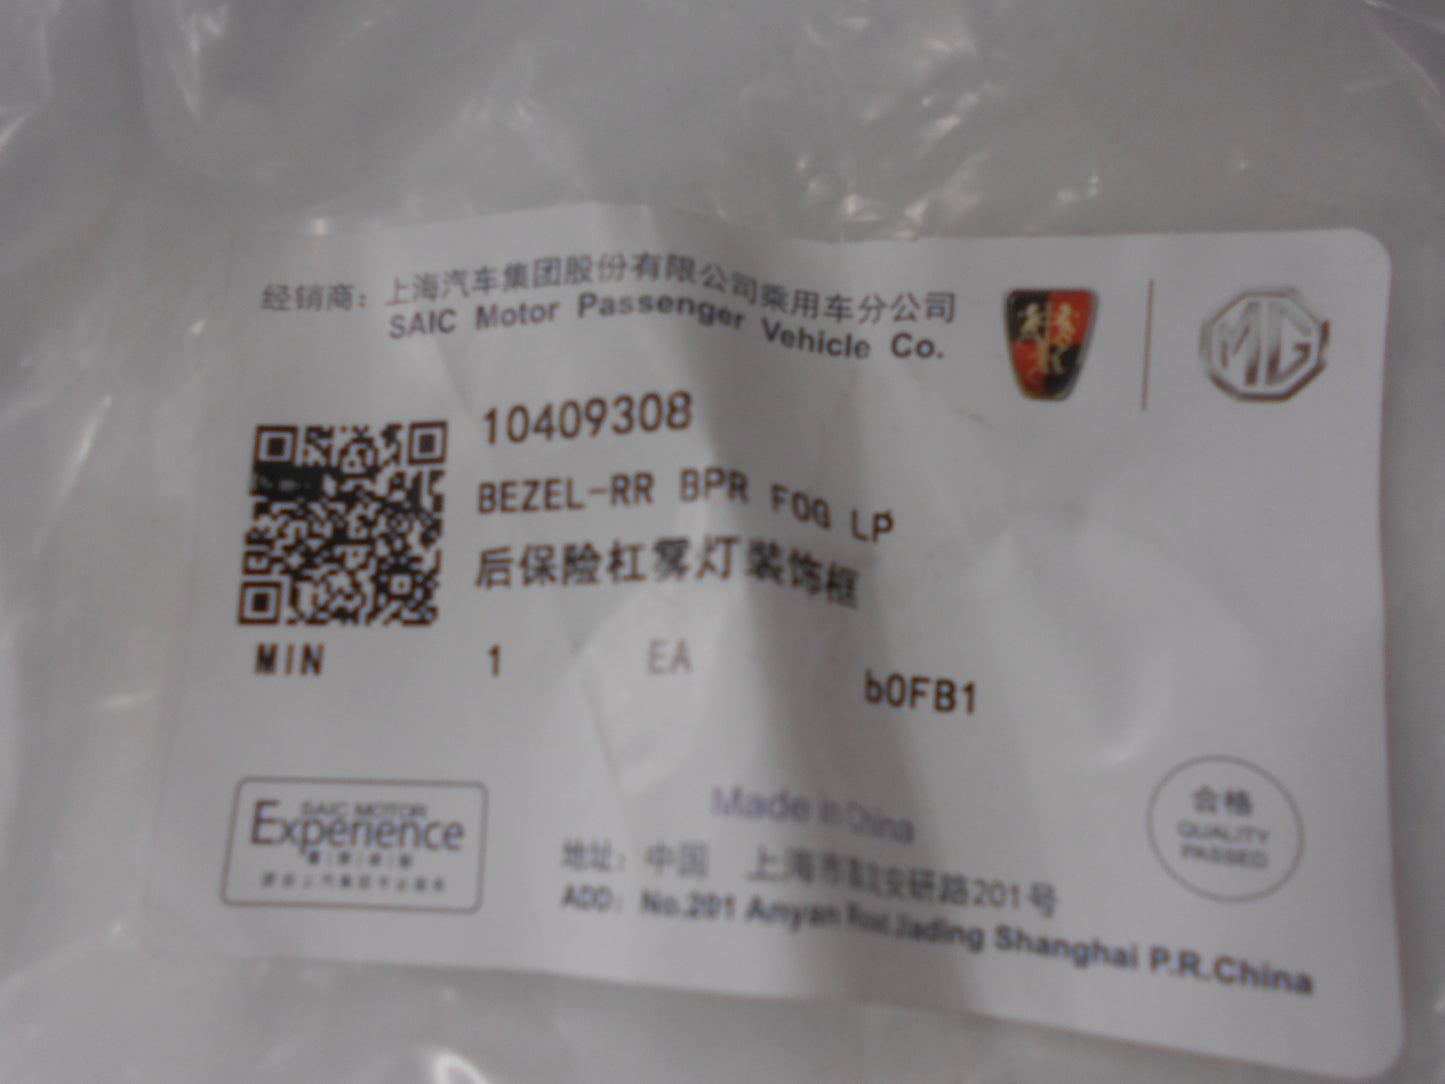 经销商：上海汽车集团股份有限公司乘用车分公司
SAIC Motor Passenger Vehicle Co.
MG
10409308
BEZEL-RR BPR FOG LP
后保险杠雾灯装饰框
MIN 1 EA
b0FB1
SAIC MOTOR
Experience
Made in China
合格
QUALITY
PASSED
地址：中国 上海市安研路201号
ADD：No.201 Anyan Road Jiading Shanghai P.R.China